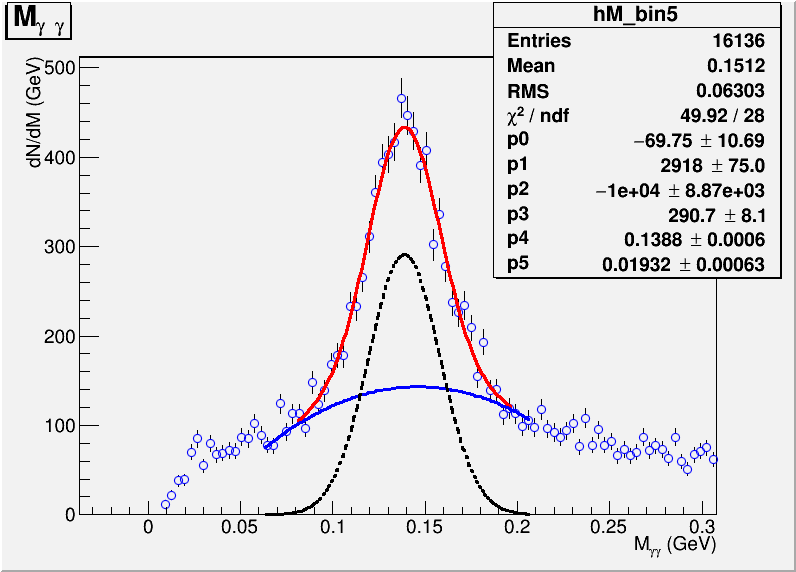 M_γ γ
hM_bin5
Entries 16136
Mean 0.1512
RMS 0.06303
χ² / ndf 49.92 / 28
p0 −69.75 ± 10.69
p1 2918 ± 75.0
p2 −1e+04 ± 8.87e+03
p3 290.7 ± 8.1
p4 0.1388 ± 0.0006
p5 0.01932 ± 0.00063
dN/dM (GeV)
500
400
300
200
100
0
0 0.05 0.1 0.15 0.2 0.25 0.3
M_γγ (GeV)